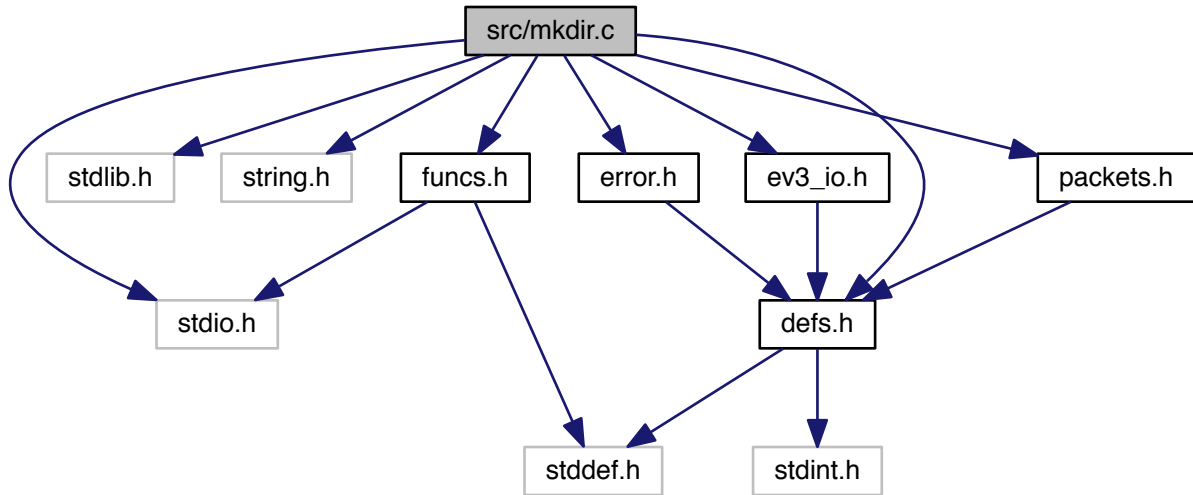 src/mkdir.c
stdlib.h
string.h
funcs.h
error.h
ev3_io.h
packets.h
stdio.h
defs.h
stddef.h
stdint.h